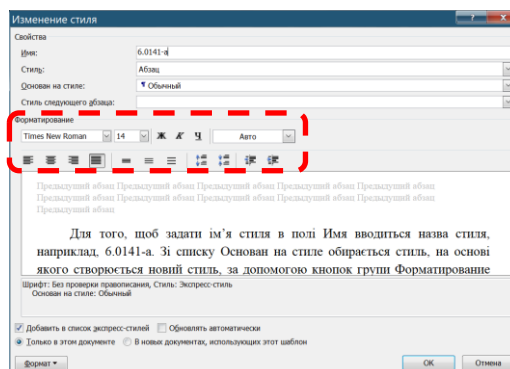 Изменение стиля
Свойства
Имя: 6.0141-а
Стиль: Абзац
Основан на стиле: ¶ Обычный
Стиль следующего абзаца:
Форматирование
Times New Roman 14 Ж К Ч Авто
Предыдущий абзац Предыдущий абзац Предыдущий абзац Предыдущий абзац Предыдущий абзац
Предыдущий абзац Предыдущий абзац Предыдущий абзац Предыдущий абзац Предыдущий абзац
Предыдущий абзац
Для того, щоб задати ім’я стиля в полі Имя вводиться назва стиля,
наприклад, 6.0141-а. Зі списку Основан на стиле обирається стиль, на основі
якого створюється новий стиль, за допомогою кнопок групи Форматирование
Шрифт: Без проверки правописания, Стиль: Экспресс-стиль
Основан на стиле: Обычный
Добавить в список экспресс-стилей Обновлять автоматически
Только в этом документе В новых документах, использующих этот шаблон
Формат ОК Отмена